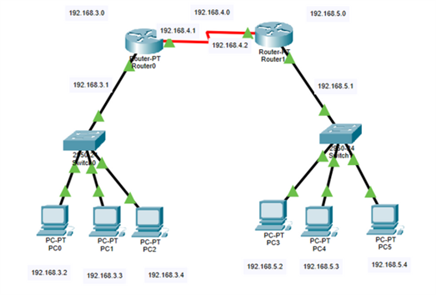 192.168.3.0
192.168.4.0
192.168.5.0
192.168.4.1
192.168.4.2
Router-PT
Router0
Router-PT
Router1
192.168.3.1
192.168.5.1
Switch0
Switch
PC-PT
PC0
PC-PT
PC1
PC-PT
PC2
PC-PT
PC3
PC-PT
PC4
PC-PT
PC5
192.168.3.2
192.168.3.3
192.168.3.4
192.168.5.2
192.168.5.3
192.168.5.4